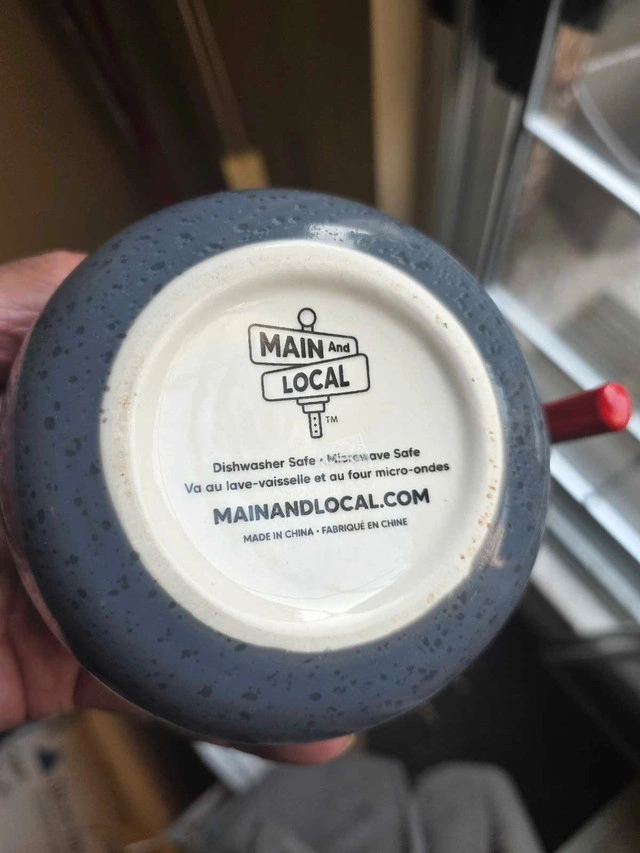 MAIN And
LOCAL
TM
Dishwasher Safe · Microwave Safe
Va au lave-vaisselle et au four micro-ondes
MAINANDLOCAL.COM
MADE IN CHINA · FABRIQUÉ EN CHINE